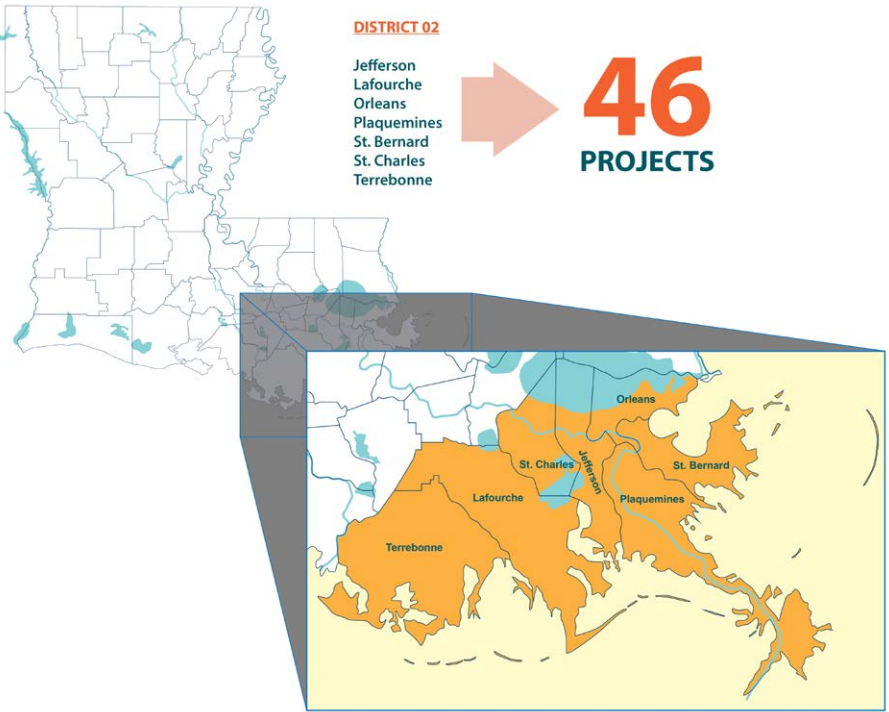 DISTRICT 02
Jefferson
Lafourche
Orleans
Plaquemines
St. Bernard
St. Charles
Terrebonne
46
PROJECTS
Orleans
St. Charles
Jefferson
St. Bernard
Lafourche
Plaquemines
Terrebonne